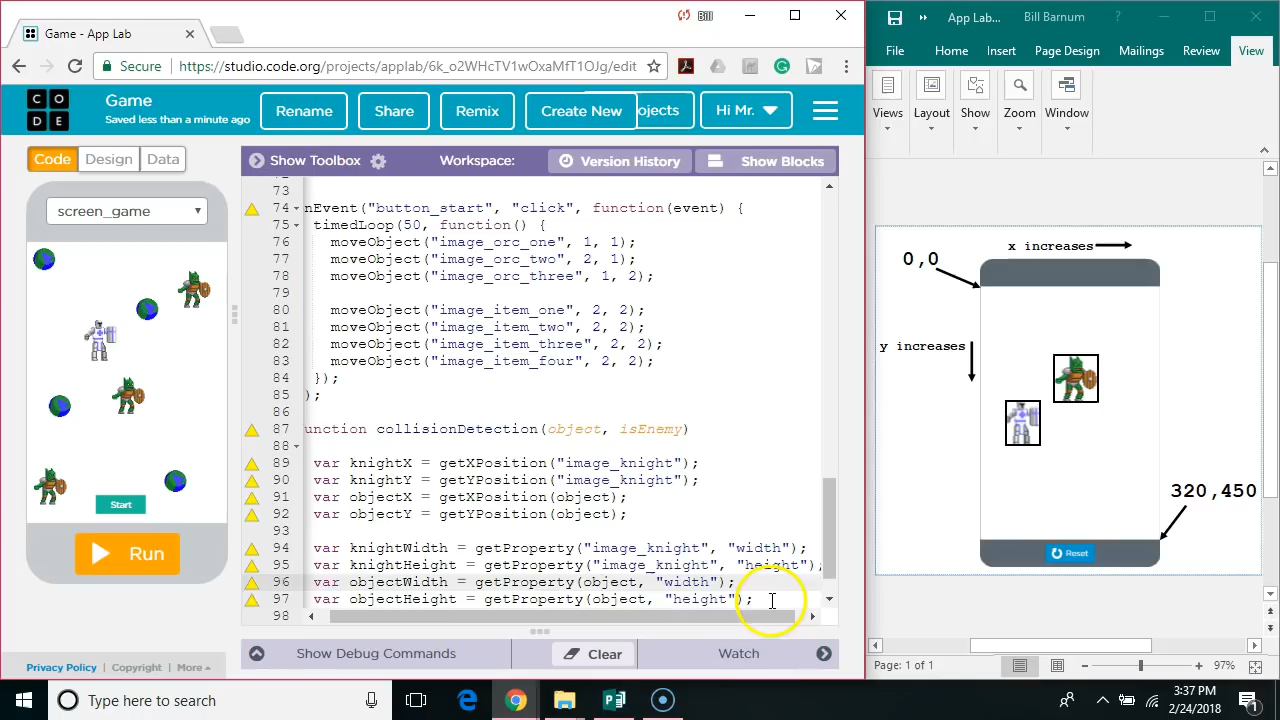 Bill
Game - App Lab
Secure
https://studio.code.org/projects/applab/6k_o2WHcTV1wOxaMfT1OJg/edit
C O
D E
Game
Saved less than a minute ago
Rename
Share
Remix
Create New
ojects
Hi Mr.
Code
Design
Data
Show Toolbox
Workspace:
Version History
Show Blocks
screen_game
Start
Run
Privacy Policy | Copyright | More
73
74 nEvent("button_start", "click", function(event) {
75 timedLoop(50, function() {
76 moveObject("image_orc_one", 1, 1);
77 moveObject("image_orc_two", 2, 1);
78 moveObject("image_orc_three", 1, 2);
79
80 moveObject("image_item_one", 2, 2);
81 moveObject("image_item_two", 2, 2);
82 moveObject("image_item_three", 2, 2);
83 moveObject("image_item_four", 2, 2);
84 });
85 );
86
87 unction collisionDetection(object, isEnemy)
88
89 var knightX = getXPosition("image_knight");
90 var knightY = getYPosition("image_knight");
91 var objectX = getXPosition(object);
92 var objectY = getYPosition(object);
93
94 var knightWidth = getProperty("image_knight", "width");
95 var knightHeight = getProperty("image_knight", "height");
96 var objectWidth = getProperty(object, "width");
97 var objectHeight = getProperty(object, "height");
98
Show Debug Commands
Clear
Watch
App Lab...
Bill Barnum
File
Home
Insert
Page Design
Mailings
Review
View
Views
Layout
Show
Zoom
Window
x increases
0,0
y increases
320,450
Reset
Page: 1 of 1
97%
Type here to search
3:37 PM
2/24/2018
1